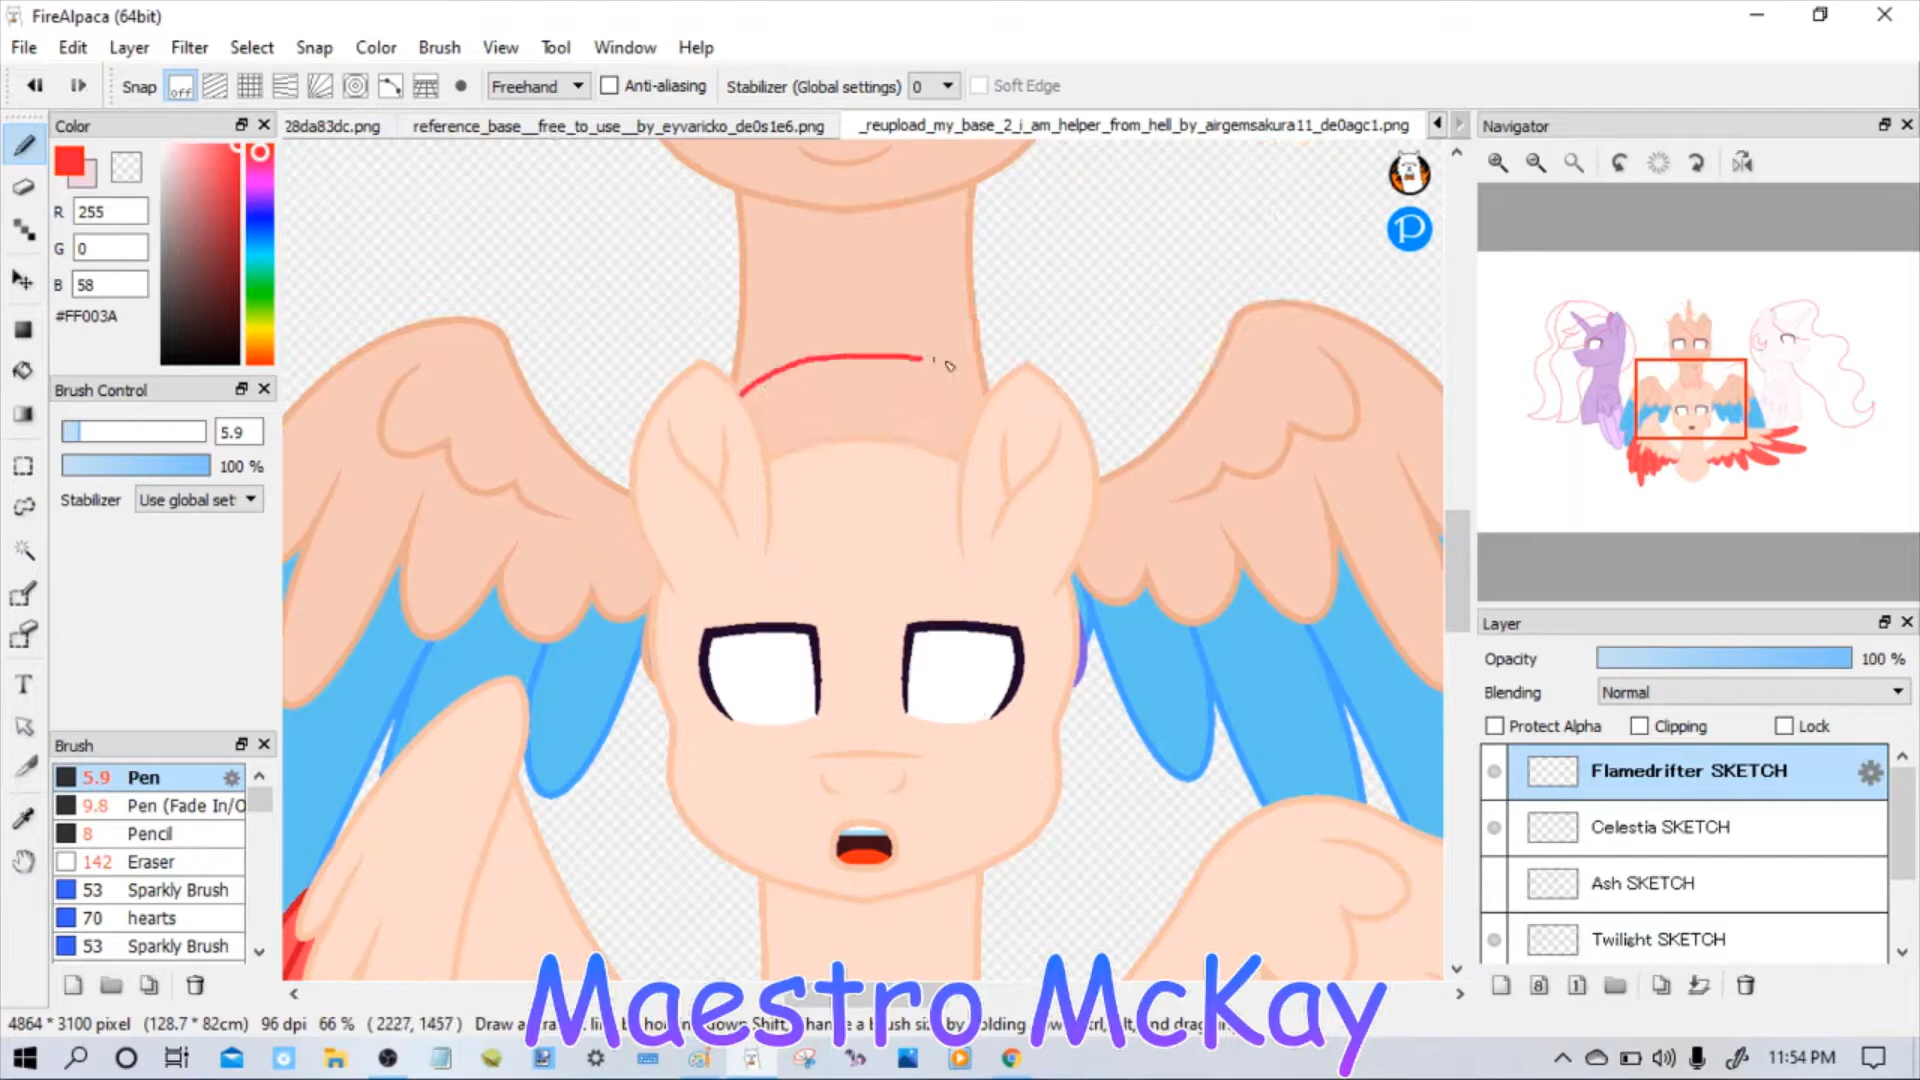 FireAlpaca (64bit)
File Edit Layer Filter Select Snap Color Brush View Tool Window Help
Snap off Freehand Anti-aliasing Stabilizer (Global settings) 0 Soft Edge
Color
28da83dc.png reference_base__free_to_use__by_eyvaricko_de0s1e6.png _reupload_my_base_2_i_am_helper_from_hell_by_airgemsakura11_de0agc1.png
Navigator
R 255
G 0
B 58
#FF003A
P
Brush Control
5.9
100 %
Stabilizer Use global set
Layer
Opacity 100 %
Blending Normal
Protect Alpha Clipping Lock
Brush
5.9 Pen
9.8 Pen (Fade In/O
8 Pencil
142 Eraser
53 Sparkly Brush
70 hearts
53 Sparkly Brush
Flamedrifter SKETCH
Celestia SKETCH
Ash SKETCH
Twilight SKETCH
T
8 1
Maestro McKay
4864 * 3100 pixel (128.7 * 82cm) 96 dpi 66 % ( 2227, 1457 ) Draw a
11:54 PM